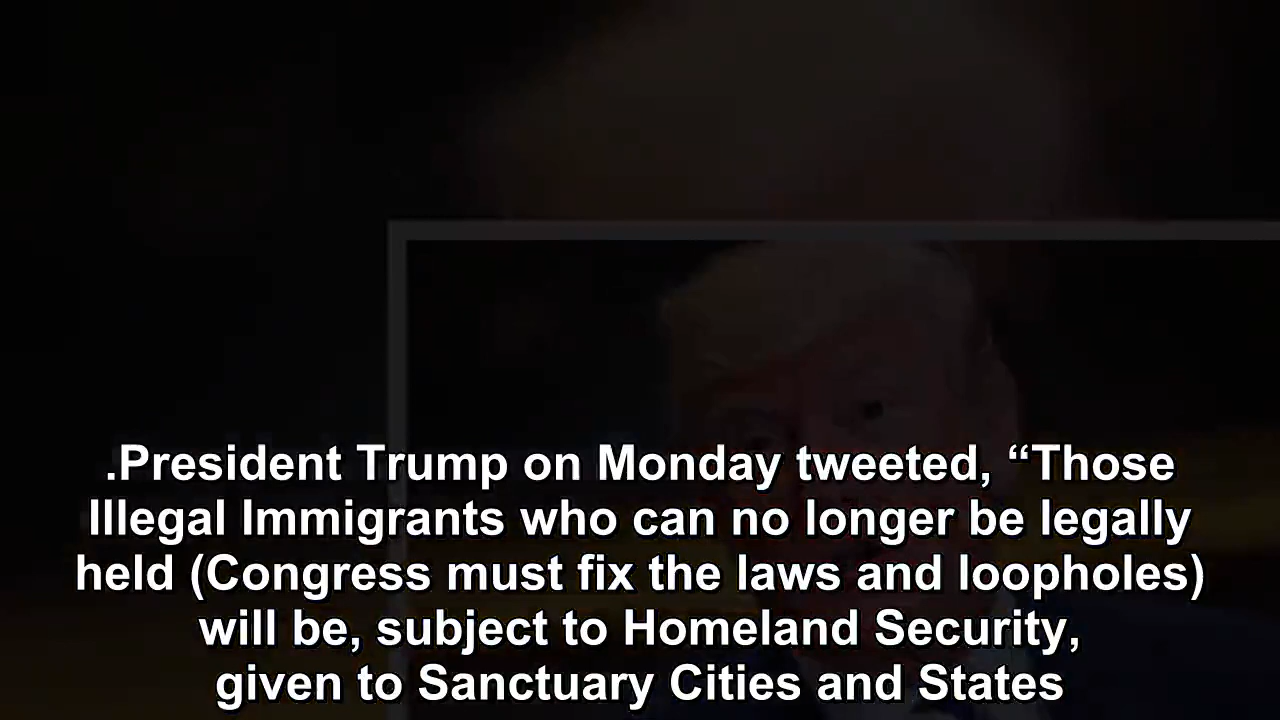 .President Trump on Monday tweeted, “Those
Illegal Immigrants who can no longer be legally
held (Congress must fix the laws and loopholes)
will be, subject to Homeland Security,
given to Sanctuary Cities and States